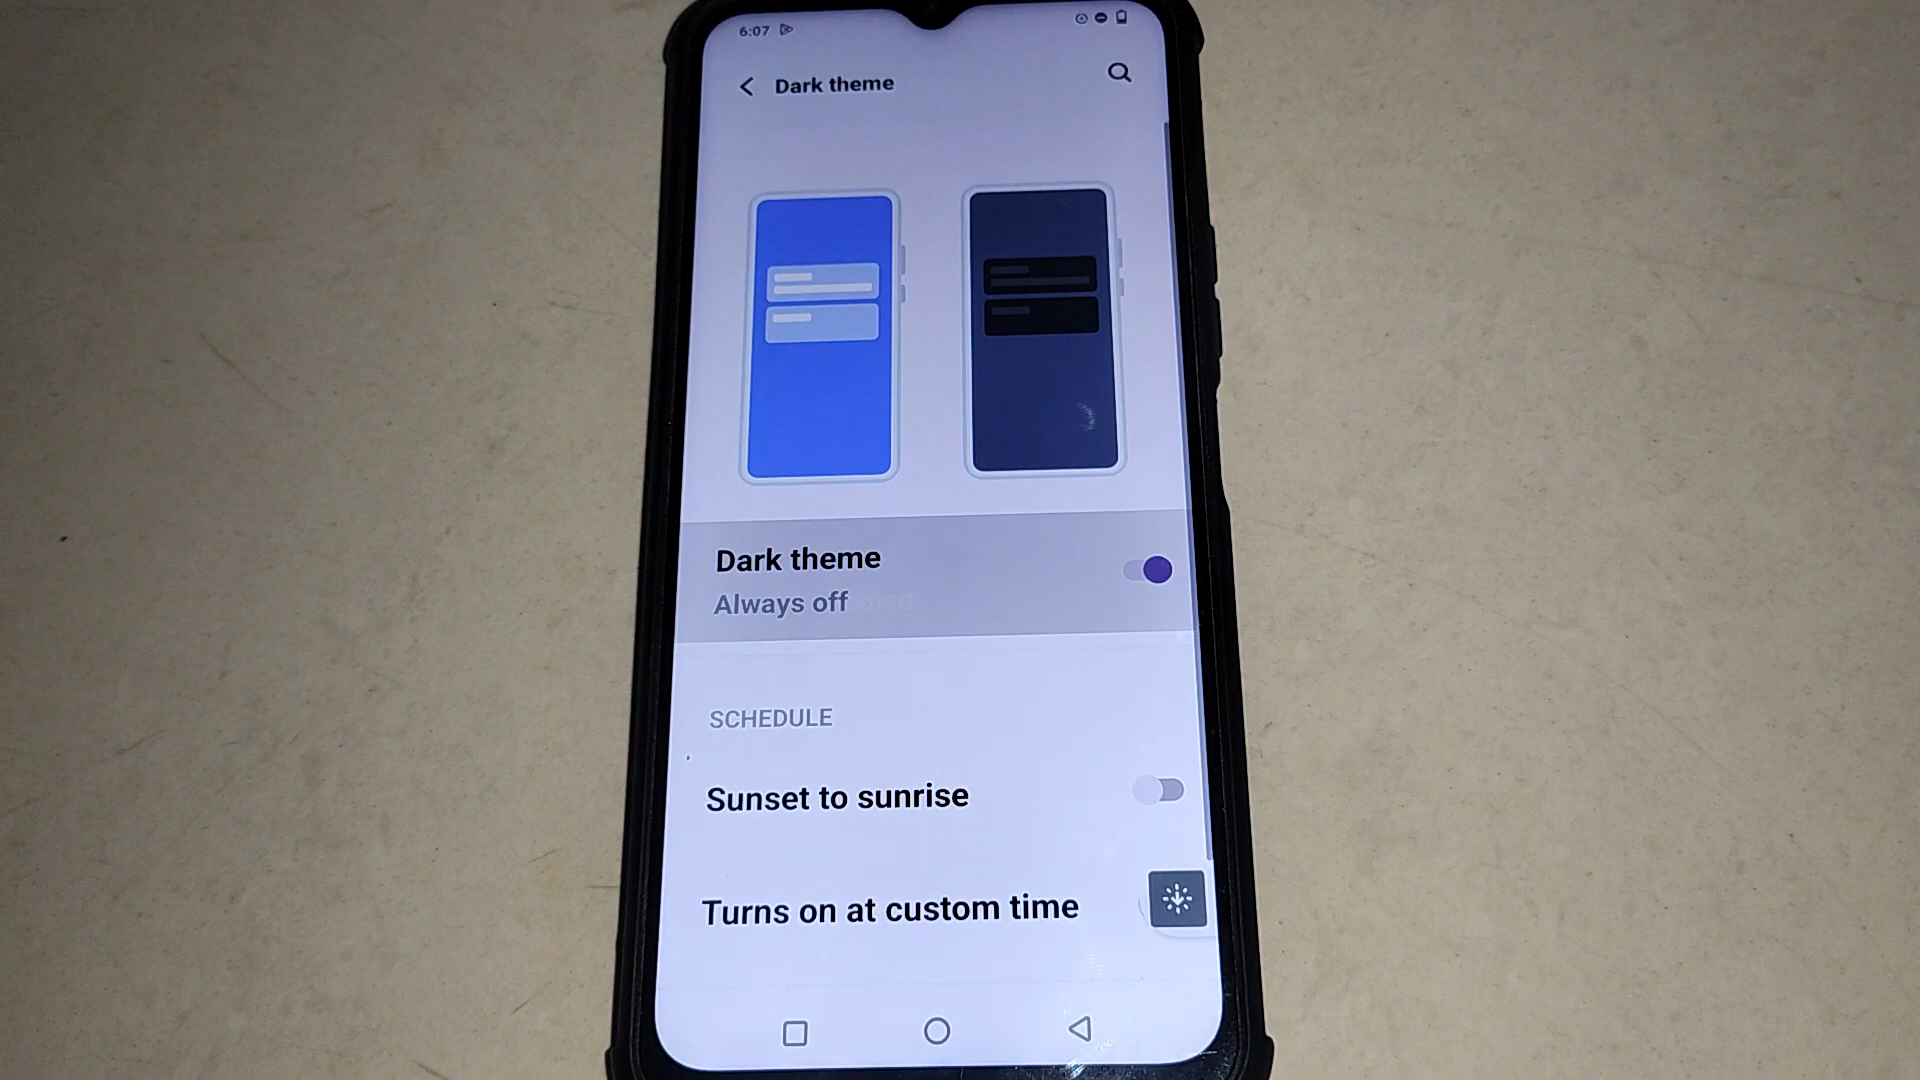 6:07
Dark theme
Dark theme
Always off
SCHEDULE
Sunset to sunrise
Turns on at custom time